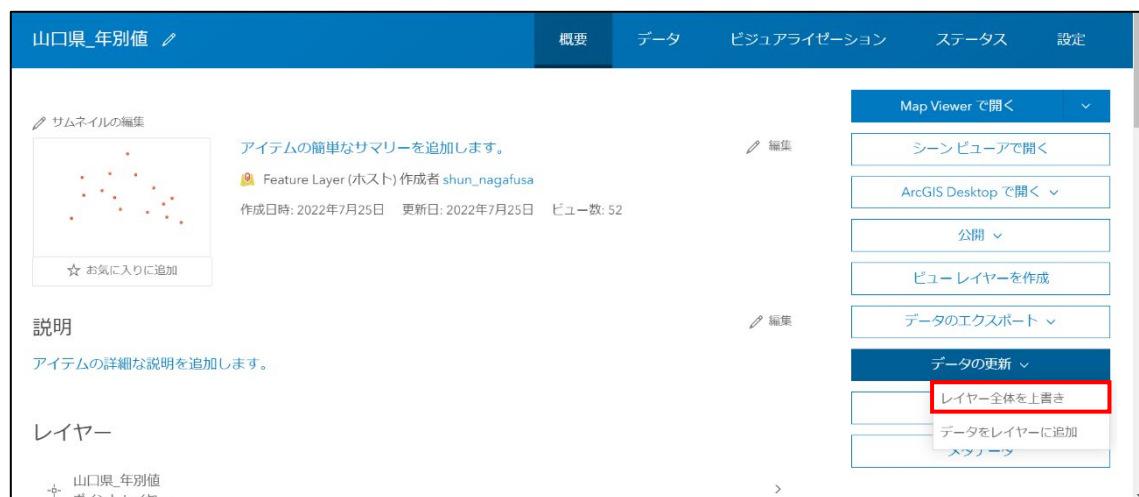 山口県_年別値
概要 データ ビジュアライゼーション ステータス 設定
サムネイルの編集
お気に入りに追加
アイテムの簡単なサマリーを追加します。
編集
Feature Layer (ホスト) 作成者 shun_nagafusa
作成日時: 2022年7月25日 更新日: 2022年7月25日 ビュー数: 52
説明
編集
アイテムの詳細な説明を追加します。
レイヤー
山口県_年別値
Map Viewer で開く
シーン ビューアで開く
ArcGIS Desktop で開く
公開
ビュー レイヤーを作成
データのエクスポート
データの更新
レイヤー全体を上書き
データをレイヤーに追加
メタデータ